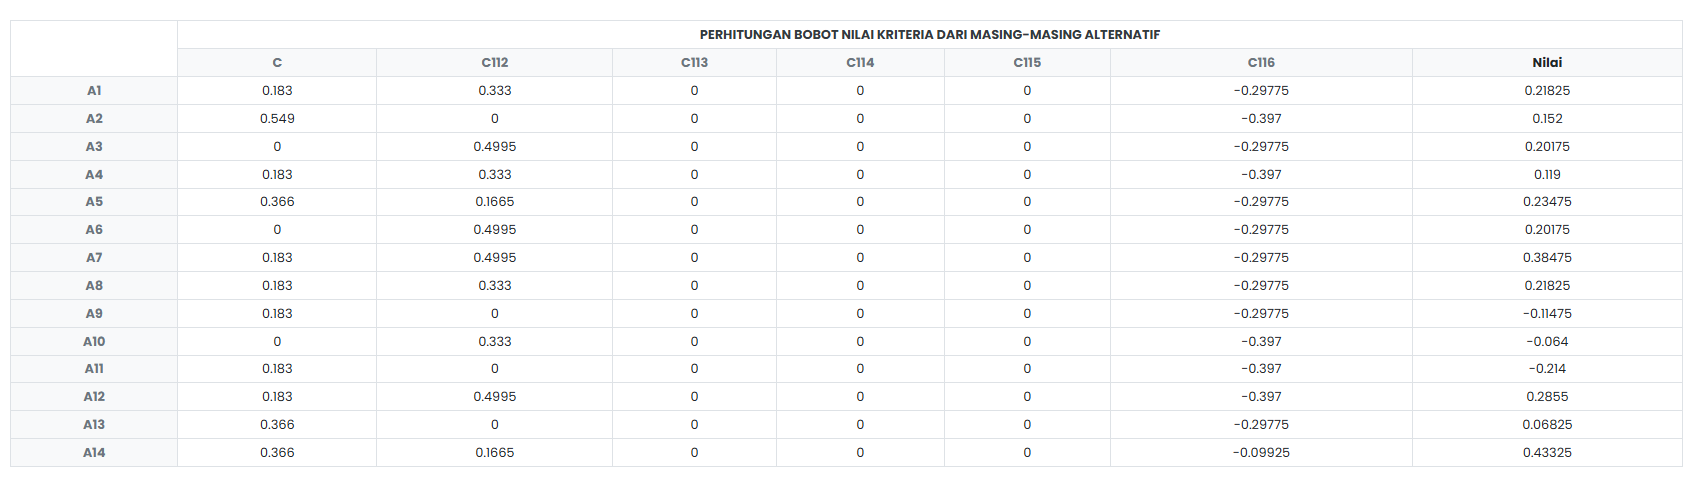 PERHITUNGAN BOBOT NILAI KRITERIA DARI MASING-MASING ALTERNATIF
C C112 C113 C114 C115 C116 Nilai
A1 0.183 0.333 0 0 0 -0.29775 0.21825
A2 0.549 0 0 0 0 -0.397 0.152
A3 0 0.4995 0 0 0 -0.29775 0.20175
A4 0.183 0.333 0 0 0 -0.397 0.119
A5 0.366 0.1665 0 0 0 -0.29775 0.23475
A6 0 0.4995 0 0 0 -0.29775 0.20175
A7 0.183 0.4995 0 0 0 -0.29775 0.38475
A8 0.183 0.333 0 0 0 -0.29775 0.21825
A9 0.183 0 0 0 0 -0.29775 -0.11475
A10 0 0.333 0 0 0 -0.397 -0.064
A11 0.183 0 0 0 0 -0.397 -0.214
A12 0.183 0.4995 0 0 0 -0.397 0.2855
A13 0.366 0 0 0 0 -0.29775 0.06825
A14 0.366 0.1665 0 0 0 -0.09925 0.43325